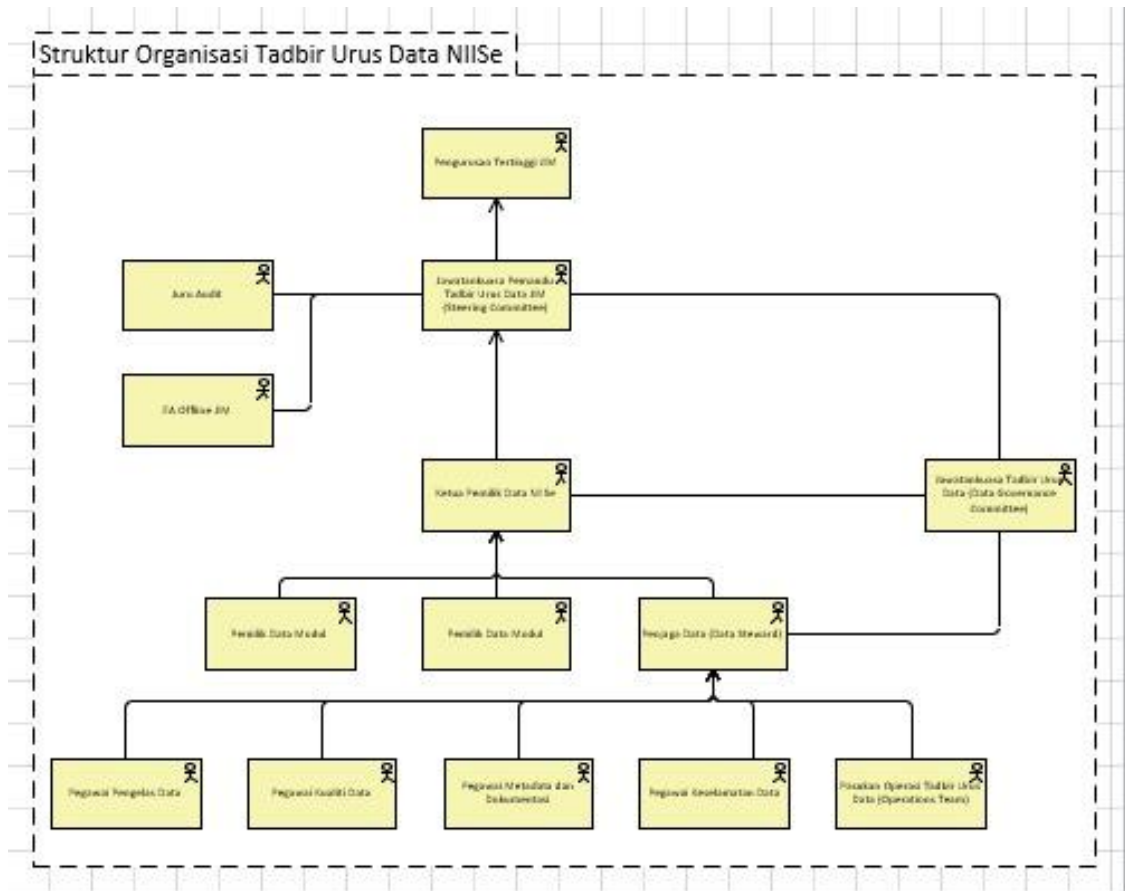 Struktur Organisasi Tadbir Urus Data NIISe
Pengurusan Tertinggi JIM
Juru Audit
Jawatankuasa Pemandu
Tadbir Urus Data JIM
(Steering Committee)
JIM
Ketua Pemilik Data NIISe
Jawatankuasa Tadbir Urus
Data (Data Governance
Committee)
Pemilik Data Modul
Pemilik Data Modul
Penjaga Data (Data Steward)
Pegawai Pengelas Data
Pegawai Kualiti Data
Pegawai Metadata dan
Dokumentasi
Pegawai Keselamatan Data
Pasukan Operasi Tadbir Urus
Data (Operations Team)